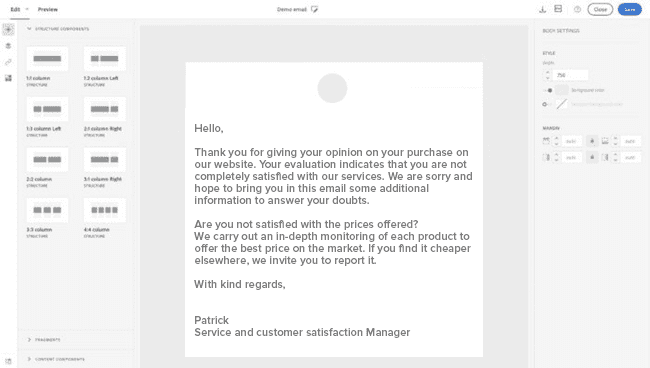 Edit
Preview
Demo email
Close
Save
STRUCTURE COMPONENTS
1:1 column
STRUCTURE
1:2 column Left
STRUCTURE
1:3 column Left
STRUCTURE
2:1 column Right
STRUCTURE
2:2 column
STRUCTURE
3:1 column Right
STRUCTURE
3:3 column
STRUCTURE
4:4 column
STRUCTURE
FRAGMENTS
CONTENT COMPONENTS
Hello,
Thank you for giving your opinion on your purchase on
our website. Your evaluation indicates that you are not
completely satisfied with our services. We are sorry and
hope to bring you in this email some additional
information to answer your doubts.
Are you not satisfied with the prices offered?
We carry out an in-depth monitoring of each product to
offer the best price on the market. If you find it cheaper
elsewhere, we invite you to report it.
With kind regards,
Patrick
Service and customer satisfaction Manager
BODY SETTINGS
STYLE
Width
750
Background color
MARGIN
auto
auto
auto
auto